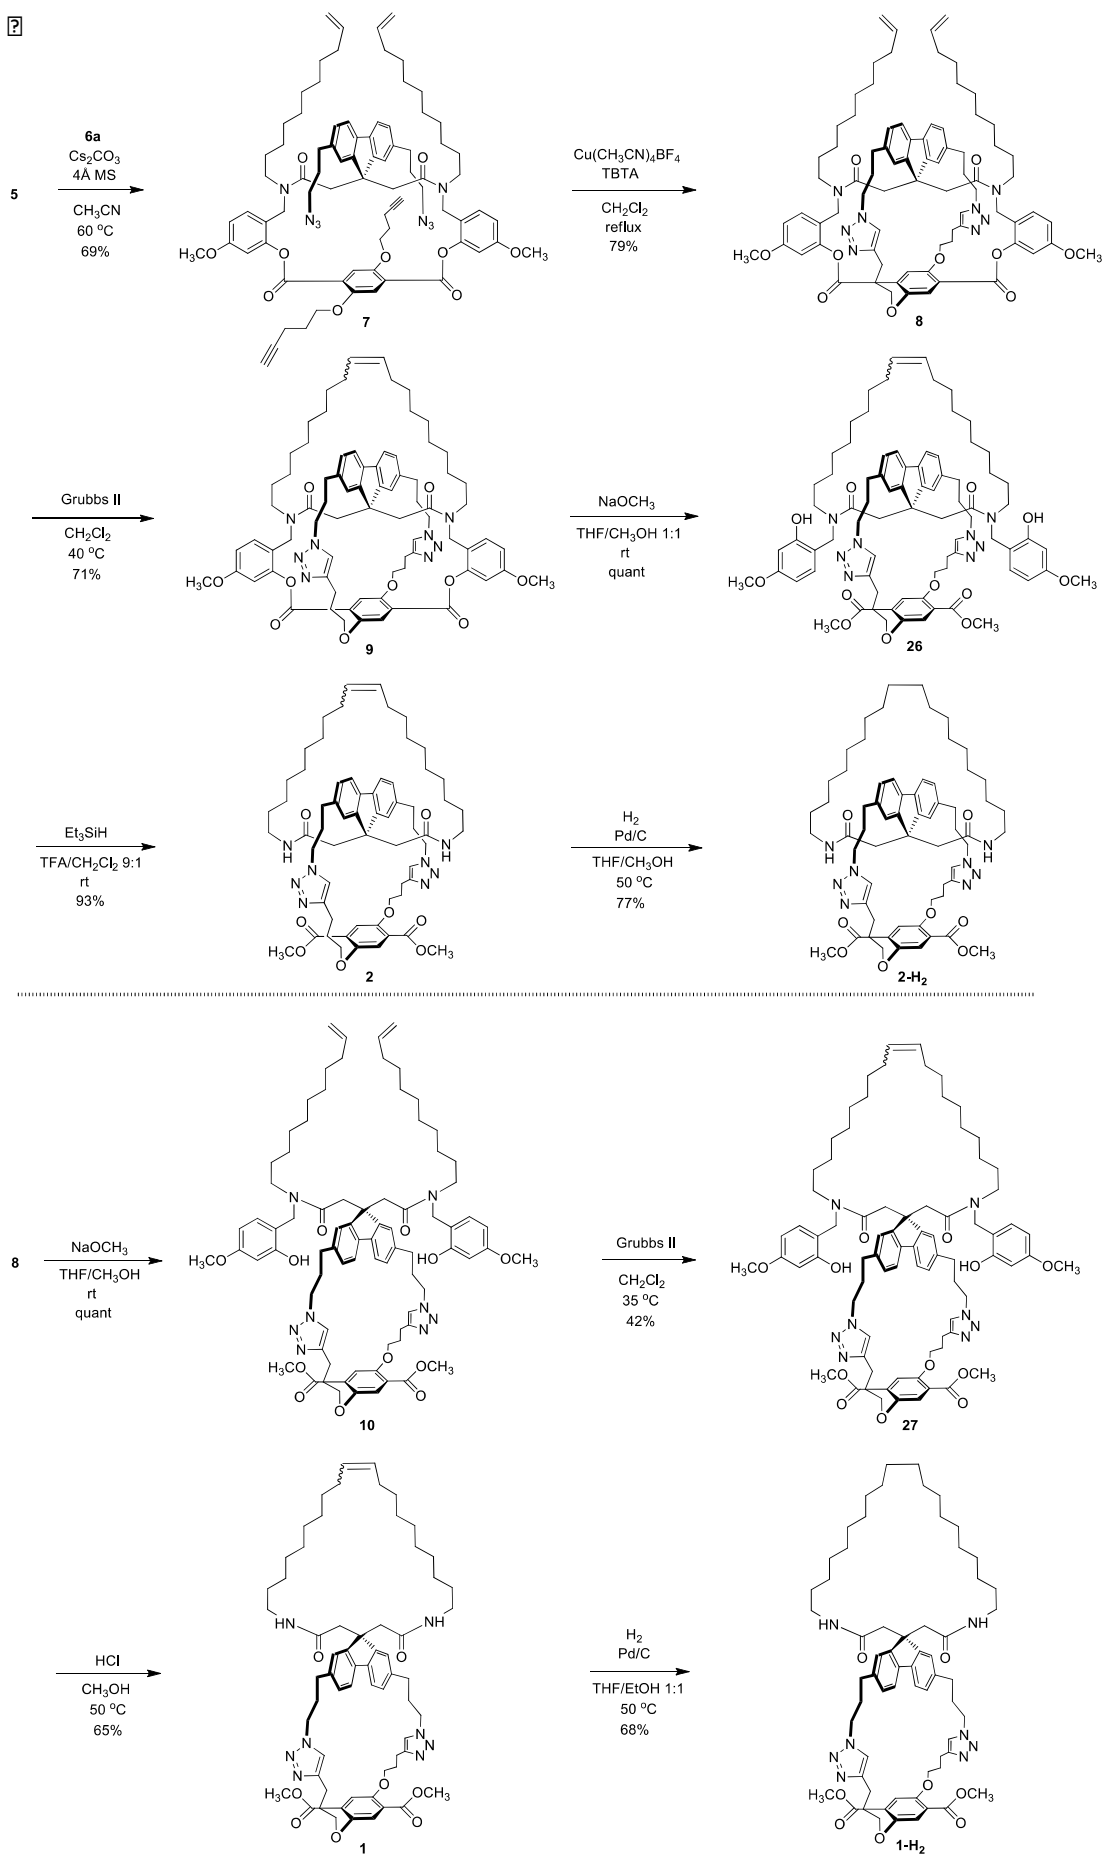 5
6a
Cs2CO3
4Å MS
CH3CN
60 °C
69%
O
O
N
N
N3
N3
OCH3
OCH3
O
O
O
O
O
O
7
Cu(CH3CN)4BF4
TBTA
CH2Cl2
reflux
79%
O
O
N
N
N
N
N
N
N
N
OCH3
OCH3
O
O
O
O
O
O
8
Grubbs II
CH2Cl2
40 °C
71%
O
O
N
N
N
N
N
N
N
N
OCH3
OCH3
O
O
O
O
O
O
9
NaOCH3
THF/CH3OH 1:1
rt
quant
O
O
OH
OH
N
N
N
N
N
N
N
N
H3CO
OCH3
O
O
O
O
H3CO
OCH3
26
Et3SiH
TFA/CH2Cl2 9:1
rt
93%
O
O
N
H
N
H
N
N
N
N
N
N
O
O
O
O
H3CO
OCH3
2
H2
Pd/C
THF/CH3OH
50 °C
77%
O
O
N
H
N
H
N
N
N
N
N
N
O
O
O
O
H3CO
OCH3
2-H2
8
NaOCH3
THF/CH3OH
rt
quant
N
N
O
O
H3CO
OH
HO
OCH3
N
N
N
N
N
N
H3CO
O
OCH3
O
O
O
10
Grubbs II
CH2Cl2
35 °C
42%
N
N
O
O
H3CO
OH
HO
OCH3
N
N
N
N
N
N
H3CO
O
OCH3
O
O
O
27
HCl
CH3OH
50 °C
65%
NH
NH
O
O
N
N
N
N
N
N
H3CO
O
OCH3
O
O
O
1
H2
Pd/C
THF/EtOH 1:1
50 °C
68%
NH
NH
O
O
N
N
N
N
N
N
H3CO
O
OCH3
O
O
O
1-H2